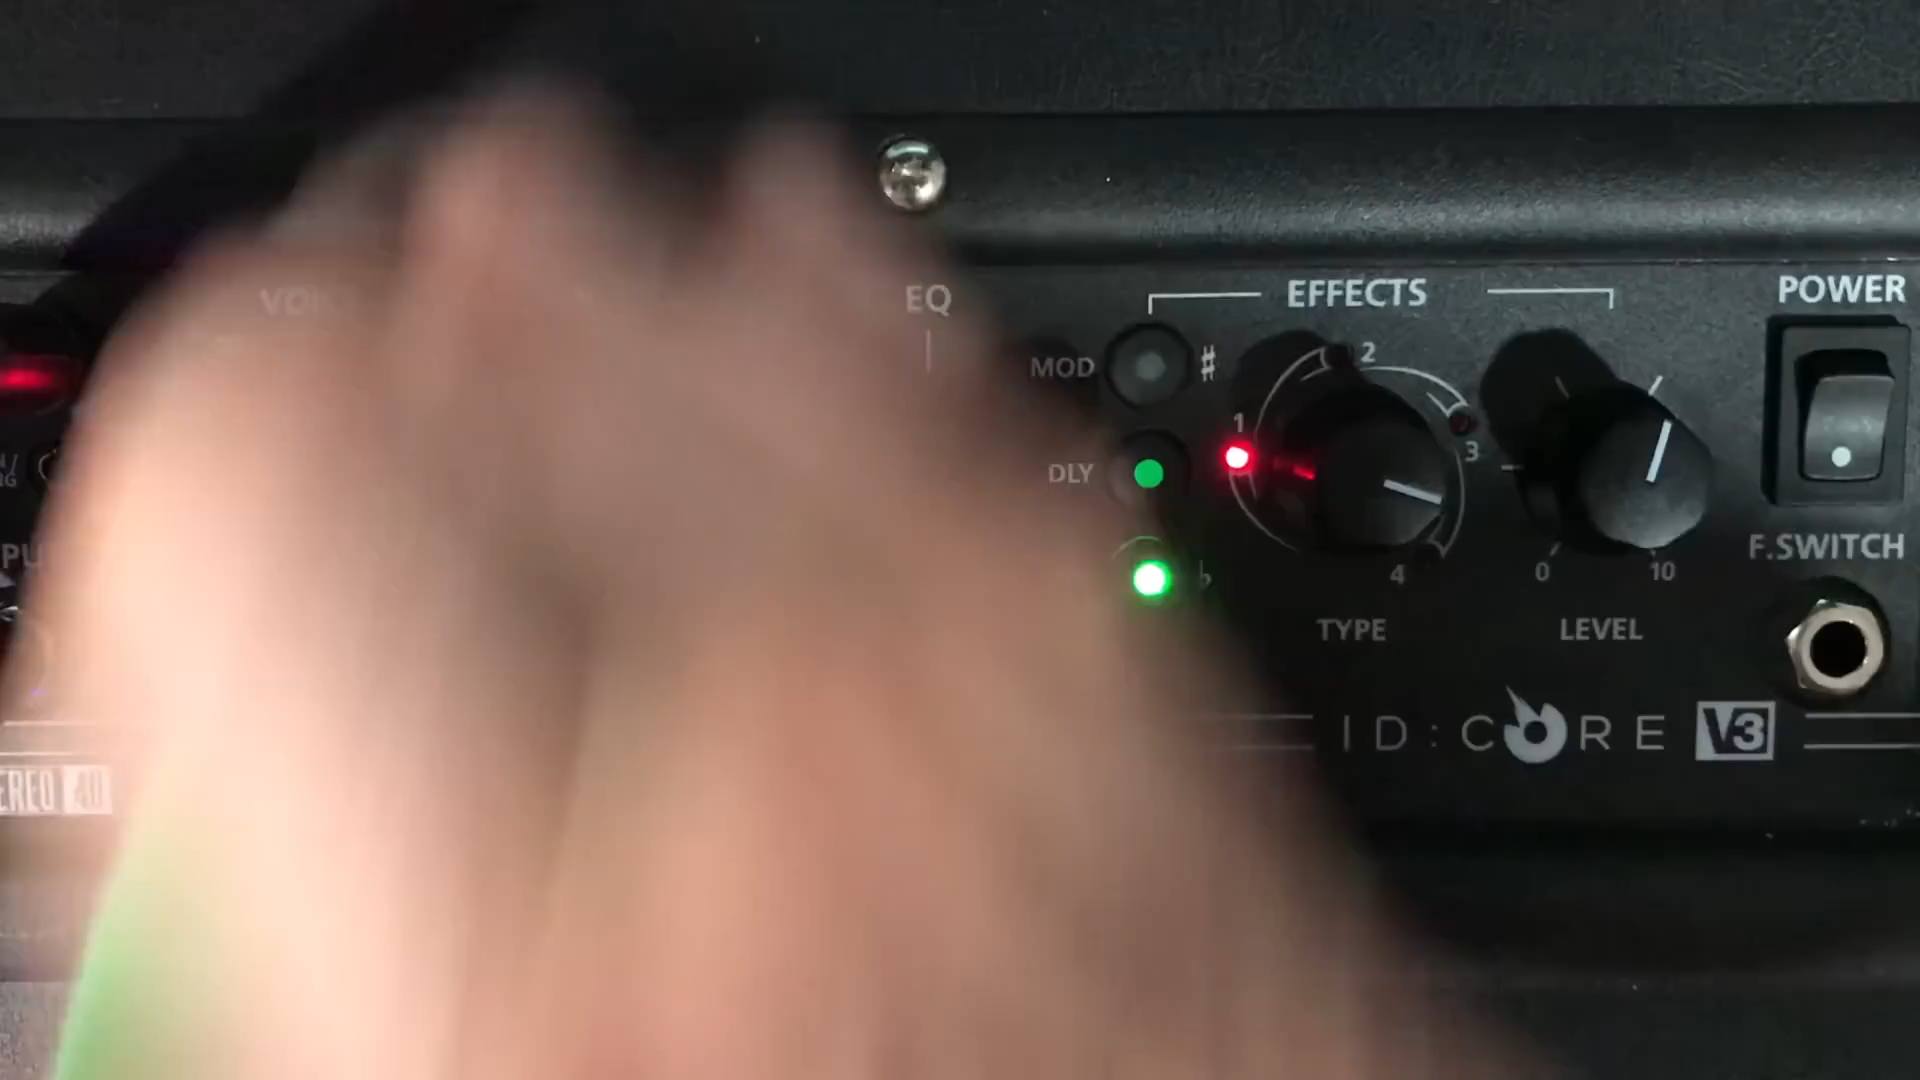 EQ
EFFECTS
POWER
MOD
♯
2
1
3
DLY
♭
4
0
10
F.SWITCH
TYPE
LEVEL
ID:CORE V3